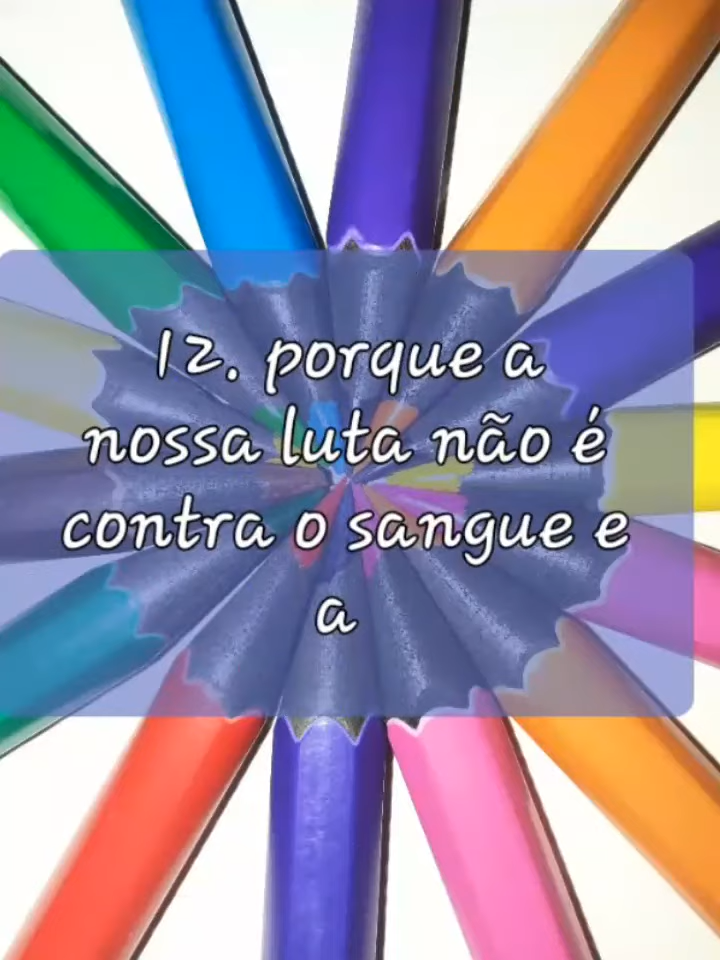 12. porque a
nossa luta não é
contra o sangue e
a